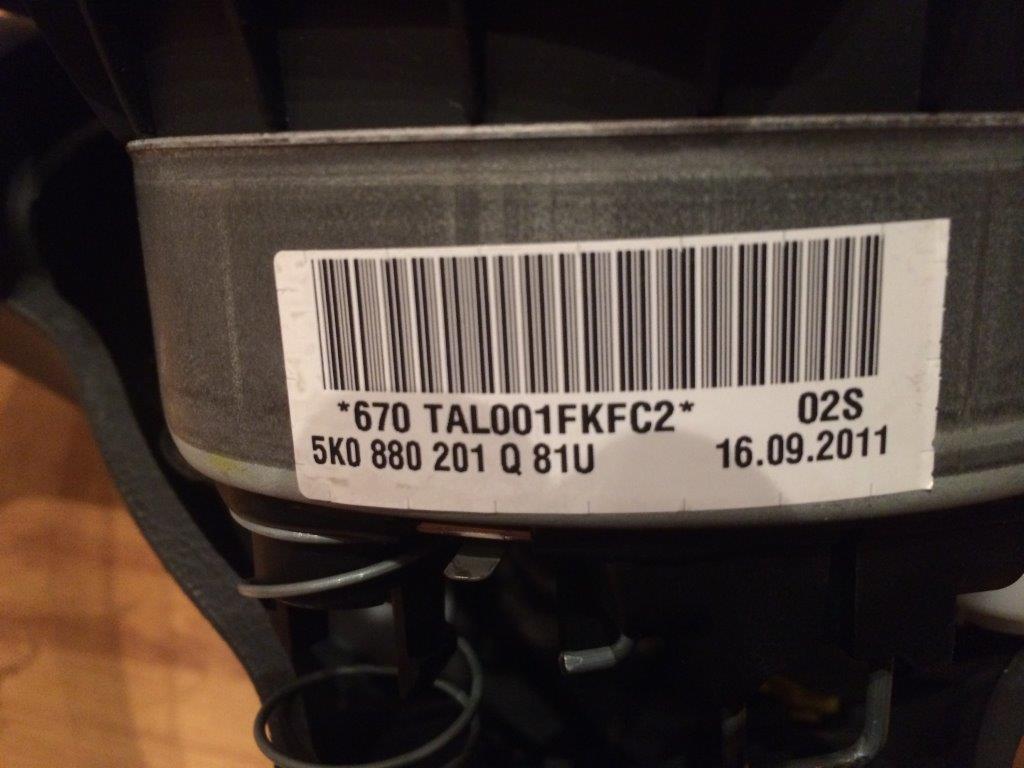 *670 TAL001FKFC2* 02S
5K0 880 201 Q 81U 16.09.2011